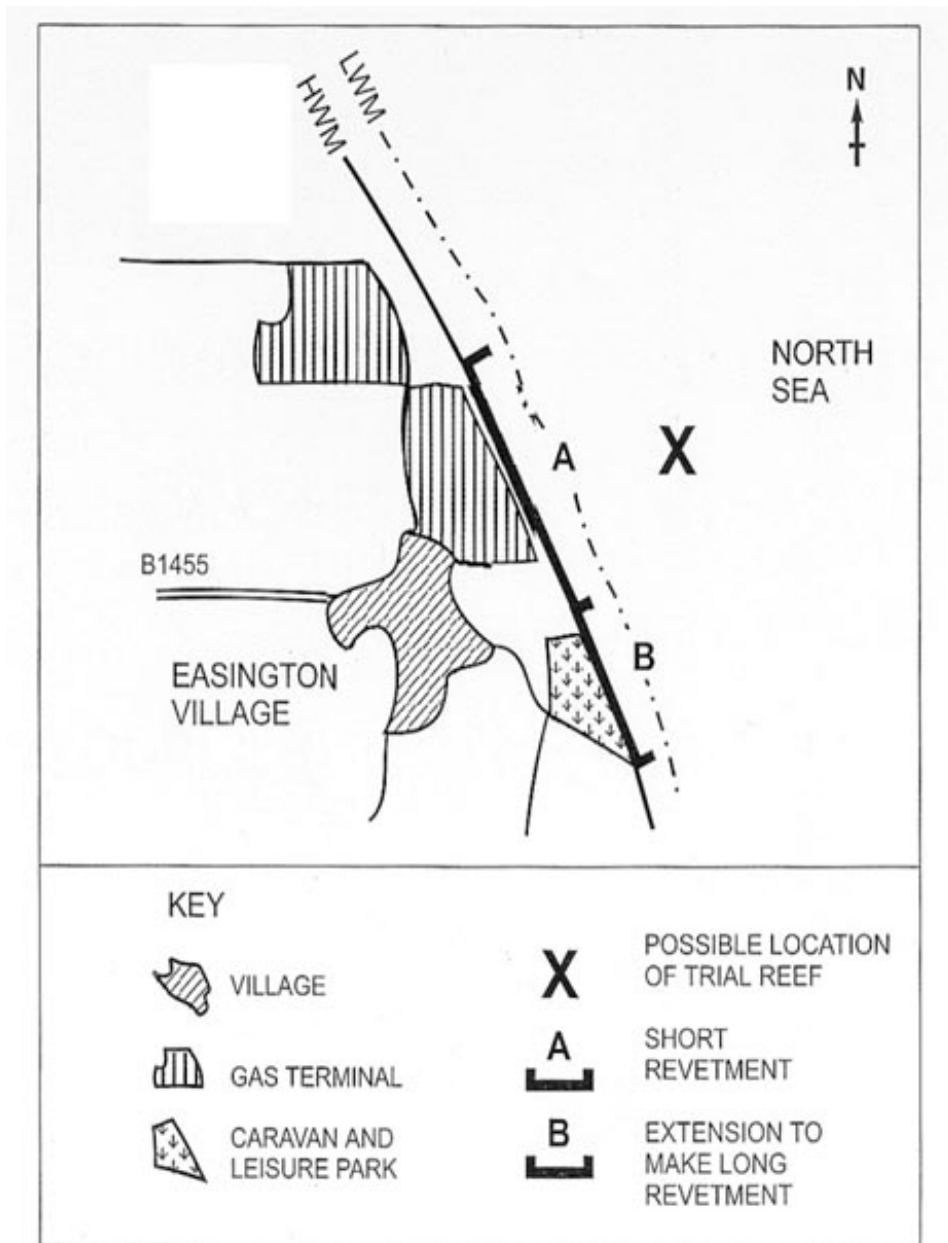 LWM
HWM
N
NORTH
SEA
X
A
B1455
B
EASINGTON
VILLAGE
KEY
VILLAGE
GAS TERMINAL
CARAVAN AND
LEISURE PARK
X
POSSIBLE LOCATION
OF TRIAL REEF
A
SHORT
REVETMENT
B
EXTENSION TO
MAKE LONG
REVETMENT